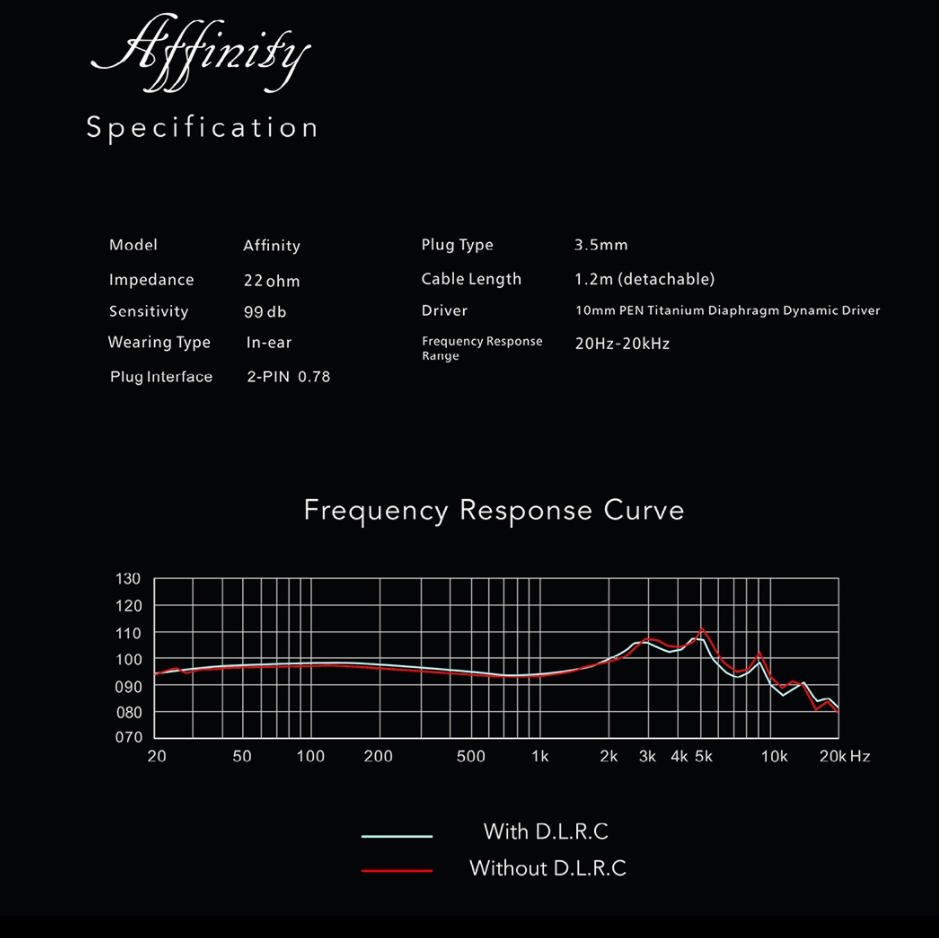 Affinity
Specification
Model Affinity
Impedance 22 ohm
Sensitivity 99 db
Wearing Type In-ear
Plug Interface 2-PIN 0.78
Plug Type 3.5mm
Cable Length 1.2m (detachable)
Driver 10mm PEN Titanium Diaphragm Dynamic Driver
Frequency Response
Range
20Hz-20kHz
Frequency Response Curve
130
120
110
100
090
080
070
20 50 100 200 500 1k 2k 3k 4k 5k 10k 20k Hz
With D.L.R.C
Without D.L.R.C